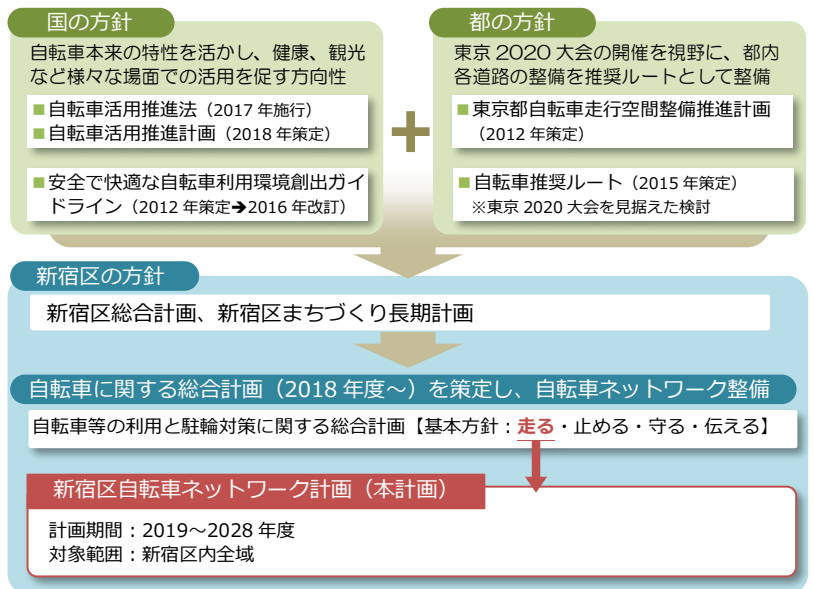 国の方針
自転車本来の特性を活かし、健康、観光
など様々な場面での活用を促す方向性
■自転車活用推進法（2017 年施行）
■自転車活用推進計画（2018 年策定）
■安全で快適な自転車利用環境創出ガイ
ドライン（2012 年策定➔2016 年改訂）
+
都の方針
東京 2020 大会の開催を視野に、都内
各道路の整備を推奨ルートとして整備
■東京都自転車走行空間整備推進計画
（2012 年策定）
■自転車推奨ルート（2015 年策定）
※東京 2020 大会を見据えた検討
新宿区の方針
新宿区総合計画、新宿区まちづくり長期計画
自転車に関する総合計画（2018 年度～）を策定し、自転車ネットワーク整備
自転車等の利用と駐輪対策に関する総合計画【基本方針：走る・止める・守る・伝える】
新宿区自転車ネットワーク計画（本計画）
計画期間：2019～2028 年度
対象範囲：新宿区内全域